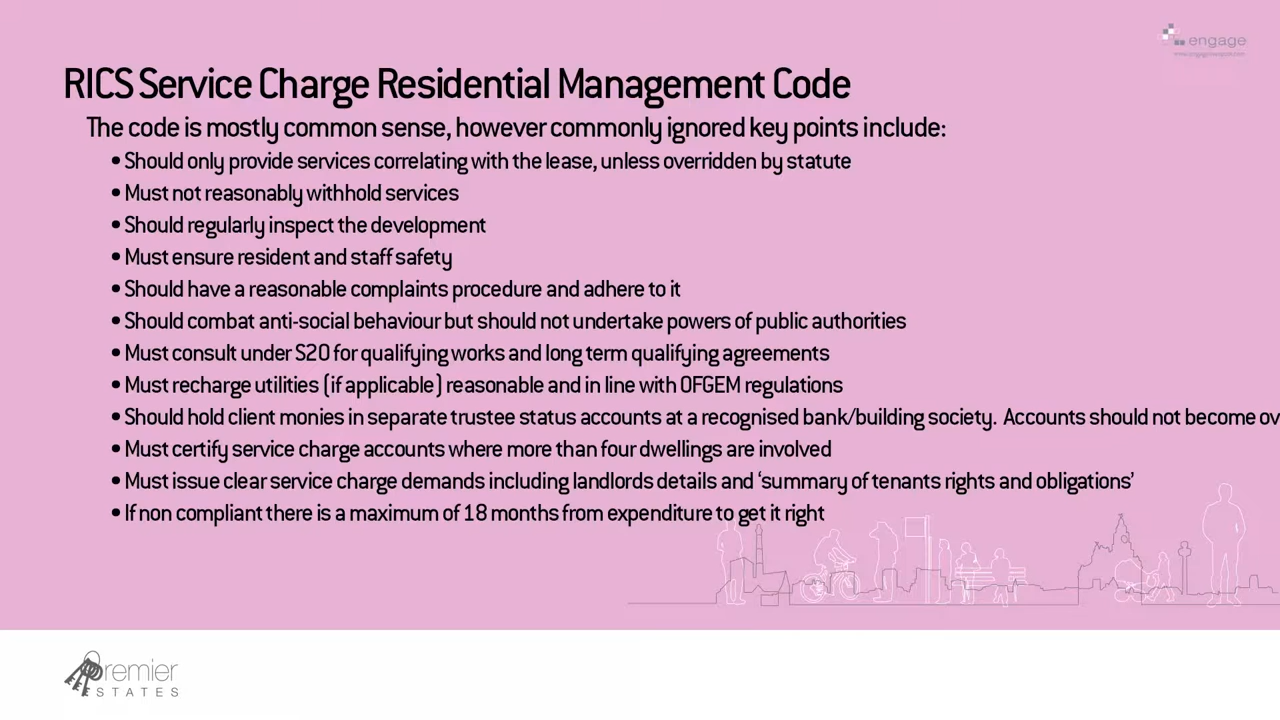 engage
RICS Service Charge Residential Management Code
The code is mostly common sense, however commonly ignored key points include:
• Should only provide services correlating with the lease, unless overridden by statute
• Must not reasonably withhold services
• Should regularly inspect the development
• Must ensure resident and staff safety
• Should have a reasonable complaints procedure and adhere to it
• Should combat anti-social behaviour but should not undertake powers of public authorities
• Must consult under S20 for qualifying works and long term qualifying agreements
• Must recharge utilities (if applicable) reasonable and in line with OFGEM regulations
• Should hold client monies in separate trustee status accounts at a recognised bank/building society. Accounts should not become ov
• Must certify service charge accounts where more than four dwellings are involved
• Must issue clear service charge demands including landlords details and ‘summary of tenants rights and obligations’
• If non compliant there is a maximum of 18 months from expenditure to get it right
Premier
ESTATES